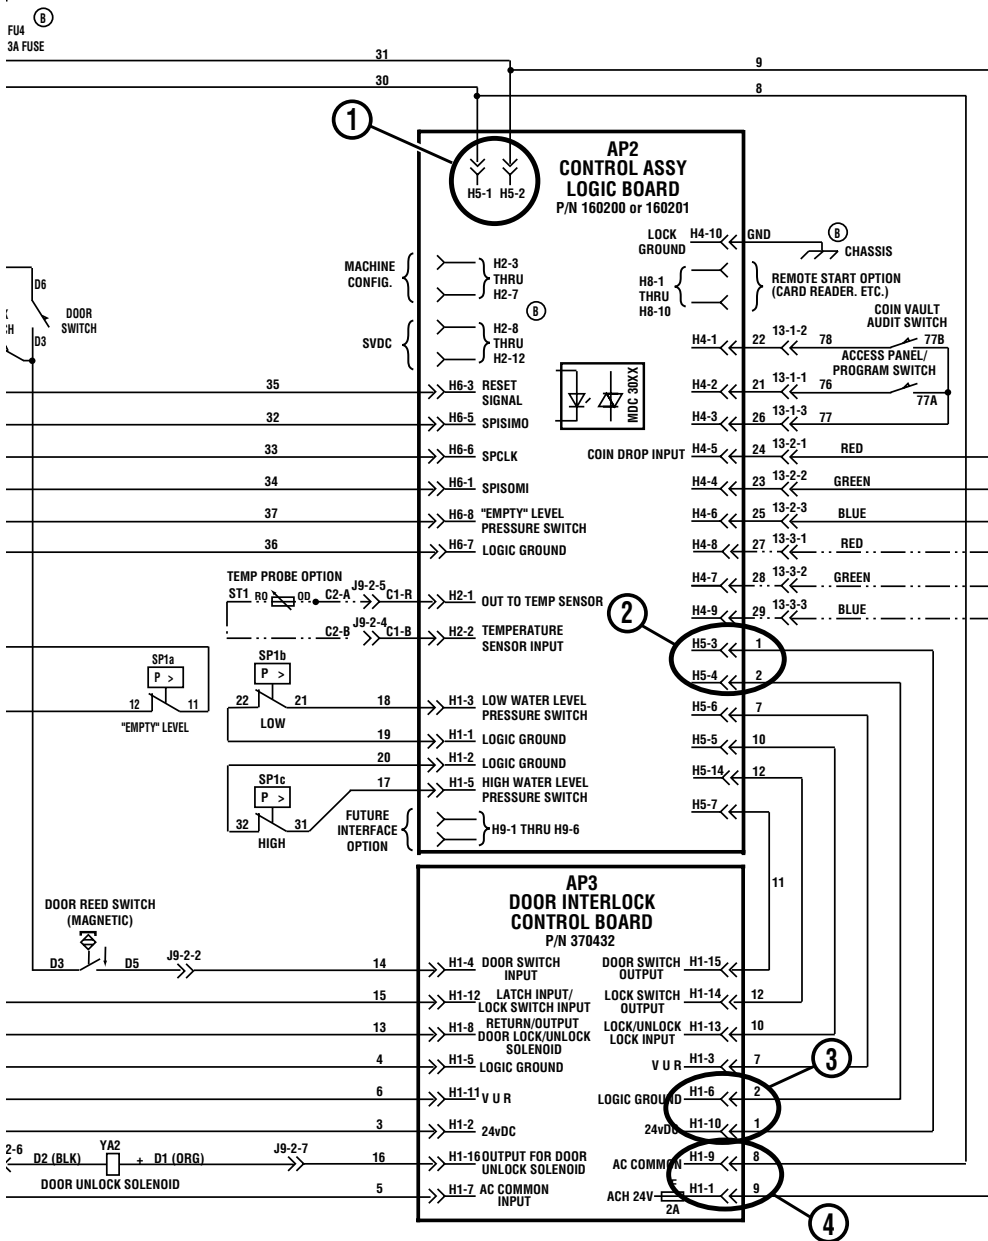 FU4
B
3A FUSE
31
9
30
8
1
AP2
CONTROL ASSY
LOGIC BOARD
P/N 160200 or 160201
H5-1 H5-2
LOCK
GROUND
H4-10
GND
B
CHASSIS
MACHINE
CONFIG.
H2-3
THRU
H2-7
H8-1
THRU
H8-10
REMOTE START OPTION
(CARD READER. ETC.)
D6
DOOR
SWITCH
K
CH
D3
B
SVDC
H2-8
THRU
H2-12
COIN VAULT
AUDIT SWITCH
H4-1 22 13-1-2 78 77B
ACCESS PANEL/
PROGRAM SWITCH
MDC 30XX
35 H6-3 RESET
SIGNAL
H4-2 21 13-1-1 76
77A
32 H6-5 SPISIMO
H4-3 26 13-1-3 77
33 H6-6 SPCLK
COIN DROP INPUT H4-5 24 13-2-1 RED
34 H6-1 SPISOMI
H4-4 23 13-2-2 GREEN
37 H6-8 "EMPTY" LEVEL
PRESSURE SWITCH
H4-6 25 13-2-3 BLUE
36 H6-7 LOGIC GROUND
H4-8 27 13-3-1 RED
TEMP PROBE OPTION
H4-7 28 13-3-2 GREEN
ST1 RO OD C2-A J9-2-5 C1-R H2-1 OUT TO TEMP SENSOR
2
H4-9 29 13-3-3 BLUE
C2-B J9-2-4 C1-B H2-2 TEMPERATURE
SENSOR INPUT
H5-3 1
SP1a
P >
12 11
"EMPTY" LEVEL
SP1b
P >
22 21
LOW
H5-4 2
18 H1-3 LOW WATER LEVEL
PRESSURE SWITCH
H5-6 7
19 H1-1 LOGIC GROUND
H5-5 10
20 H1-2 LOGIC GROUND
H5-14 12
SP1c
P >
32 31
HIGH
17 H1-5 HIGH WATER LEVEL
PRESSURE SWITCH
H5-7
FUTURE
INTERFACE
OPTION
H9-1 THRU H9-6
11
AP3
DOOR INTERLOCK
CONTROL BOARD
P/N 370432
DOOR REED SWITCH
(MAGNETIC)
D3 D5 J9-2-2 14 H1-4 DOOR SWITCH
INPUT
DOOR SWITCH
OUTPUT
H1-15
15 H1-12 LATCH INPUT/
LOCK SWITCH INPUT
LOCK SWITCH
OUTPUT
H1-14 12
13 H1-8 RETURN/OUTPUT
DOOR LOCK/UNLOCK
SOLENOID
LOCK/UNLOCK
LOCK INPUT
H1-13 10
4 H1-5 LOGIC GROUND
V U R H1-3 7
3
6 H1-11 V U R
LOGIC GROUND H1-6 2
3 H1-2 24vDC
24vDC H1-10 1
2-6 D2 (BLK) YA2 + D1 (ORG) J9-2-7
DOOR UNLOCK SOLENOID
16 H1-16 OUTPUT FOR DOOR
UNLOCK SOLENOID
AC COMMON H1-9 8
5 H1-7 AC COMMON
INPUT
ACH 24V F H1-1 9
2A
4